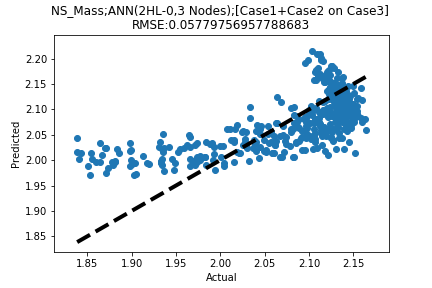 NS_Mass;ANN(2HL-0,3 Nodes);[Case1+Case2 on Case3]
RMSE:0.05779756957788683
2.20
2.15
2.10
2.05
2.00
1.95
1.90
1.85
Predicted
1.85 1.90 1.95 2.00 2.05 2.10 2.15
Actual